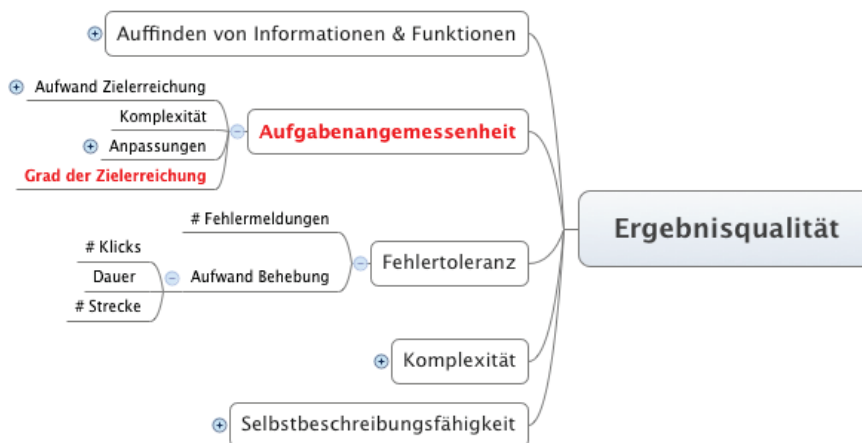 Auffinden von Informationen & Funktionen
Aufwand Zielerreichung
Komplexität
Aufgabenangemessenheit
Anpassungen
Grad der Zielerreichung
# Fehlermeldungen
Ergebnisqualität
# Klicks
Fehlertoleranz
Dauer
Aufwand Behebung
# Strecke
Komplexität
Selbstbeschreibungsfähigkeit